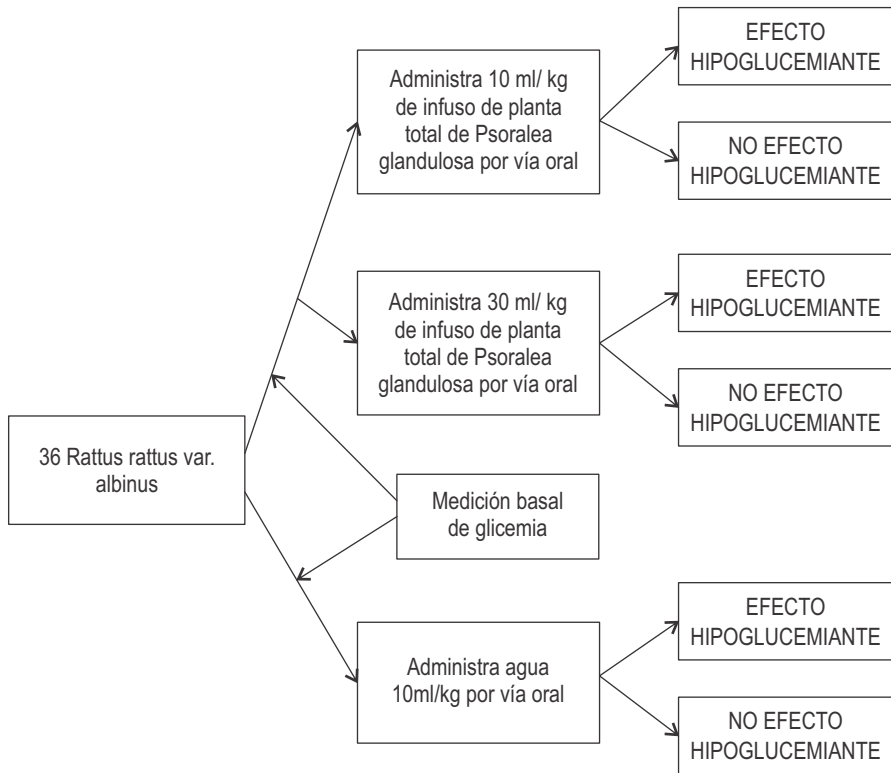 EFECTO
HIPOGLUCEMIANTE
Administra 10 ml/ kg
de infuso de planta
total de Psoralea
glandulosa por vía oral
NO EFECTO
HIPOGLUCEMIANTE
EFECTO
HIPOGLUCEMIANTE
Administra 30 ml/ kg
de infuso de planta
total de Psoralea
glandulosa por vía oral
NO EFECTO
HIPOGLUCEMIANTE
36 Rattus rattus var.
albinus
Medición basal
de glicemia
EFECTO
HIPOGLUCEMIANTE
Administra agua
10ml/kg por vía oral
NO EFECTO
HIPOGLUCEMIANTE